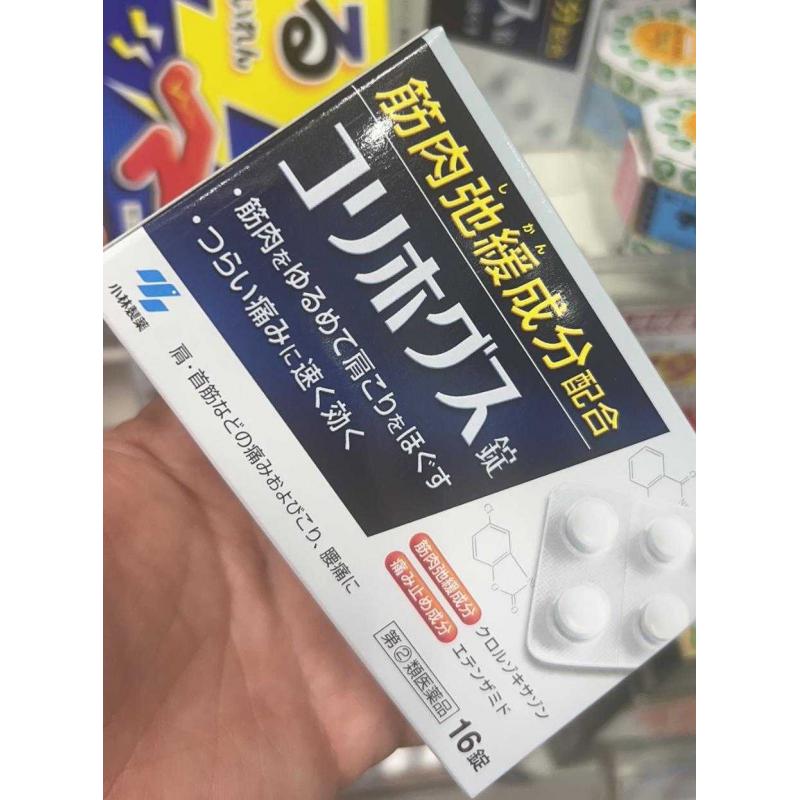 筋肉弛緩成分配合
しかん
コリホグス錠
・筋肉をゆるめて肩こりをほぐす
・つらい痛みに速く効く
小林製薬
肩・首筋などの痛みおよびこり、腰痛に
筋肉弛緩成分 クロルゾキサゾン
痛み止め成分 エテンザミド
第②類医薬品
16錠
いれん
る